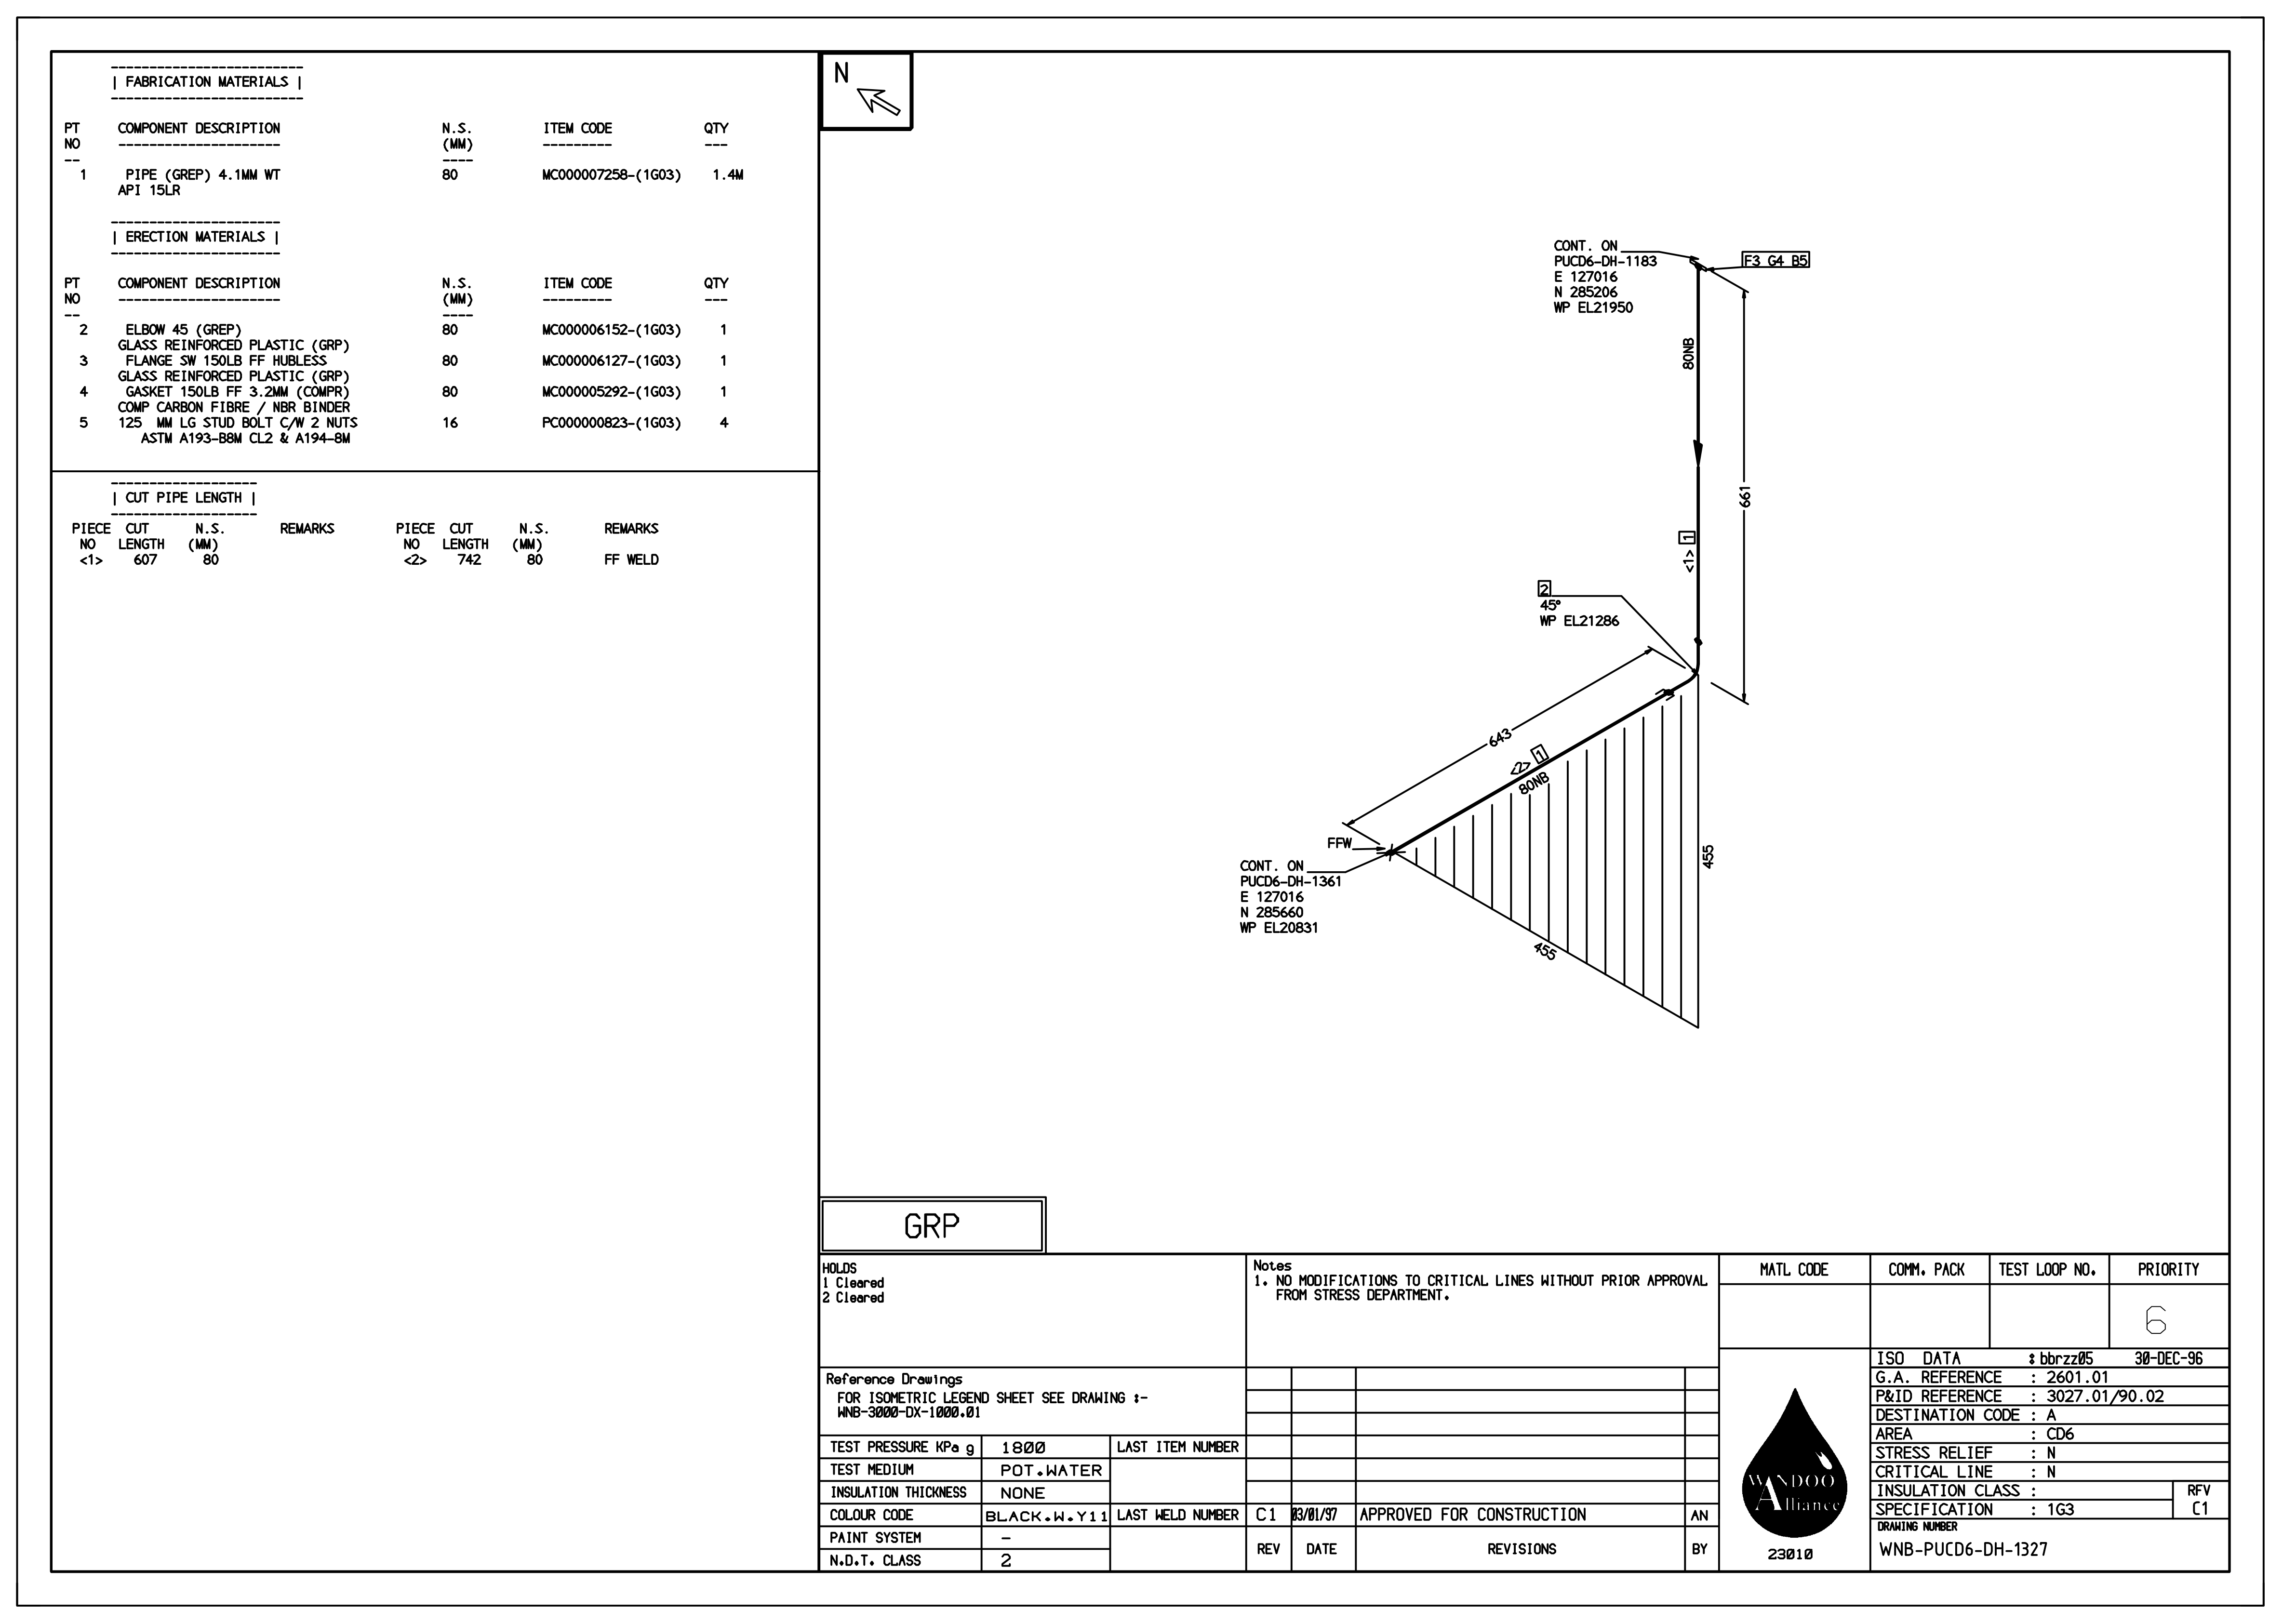 | FABRICATION MATERIALS |
PT COMPONENT DESCRIPTION N.S. ITEM CODE QTY
NO (MM)
1 PIPE (GREP) 4.1MM WT 80 MC000007258-(1G03) 1.4M
API 15LR
| ERECTION MATERIALS |
PT COMPONENT DESCRIPTION N.S. ITEM CODE QTY
NO (MM)
2 ELBOW 45 (GREP) 80 MC000006152-(1G03) 1
GLASS REINFORCED PLASTIC (GRP)
3 FLANGE SW 150LB FF HUBLESS 80 MC000006127-(1G03) 1
GLASS REINFORCED PLASTIC (GRP)
4 GASKET 150LB FF 3.2MM (COMPR) 80 MC000005292-(1G03) 1
COMP CARBON FIBRE / NBR BINDER
5 125 MM LG STUD BOLT C/W 2 NUTS 16 PC000000823-(1G03) 4
ASTM A193-B8M CL2 & A194-8M
| CUT PIPE LENGTH |
PIECE CUT N.S. REMARKS PIECE CUT N.S. REMARKS
NO LENGTH (MM) NO LENGTH (MM)
<1> 607 80 <2> 742 80 FF WELD
N
CONT. ON
PUCD6-DH-1183
E 127016
N 285206
WP EL21950
F3 G4 B5
80NB
661
<1> 1
2
45°
WP EL21286
643
<2> 1
80NB
FFW
455
CONT. ON
PUCD6-DH-1361
E 127016
N 285660
WP EL20831
455
GRP
HOLDS
1 Cleared
2 Cleared
Notes
1. NO MODIFICATIONS TO CRITICAL LINES WITHOUT PRIOR APPROVAL
FROM STRESS DEPARTMENT.
MATL CODE COMM. PACK TEST LOOP NO. PRIORITY
6
Reference Drawings
FOR ISOMETRIC LEGEND SHEET SEE DRAWING :-
WNB-3000-DX-1000.01
TEST PRESSURE KPa g 1800 LAST ITEM NUMBER
TEST MEDIUM POT.WATER
INSULATION THICKNESS NONE
COLOUR CODE BLACK.W.Y11 LAST WELD NUMBER
PAINT SYSTEM -
N.D.T. CLASS 2
C1 03/01/97 APPROVED FOR CONSTRUCTION AN
REV DATE REVISIONS BY
WANDOO
Alliance
23010
ISO DATA : bbrzz05 30-DEC-96
G.A. REFERENCE : 2601.01
P&ID REFERENCE : 3027.01/90.02
DESTINATION CODE : A
AREA : CD6
STRESS RELIEF : N
CRITICAL LINE : N
INSULATION CLASS : RFV
SPECIFICATION : 1G3 C1
DRAWING NUMBER
WNB-PUCD6-DH-1327